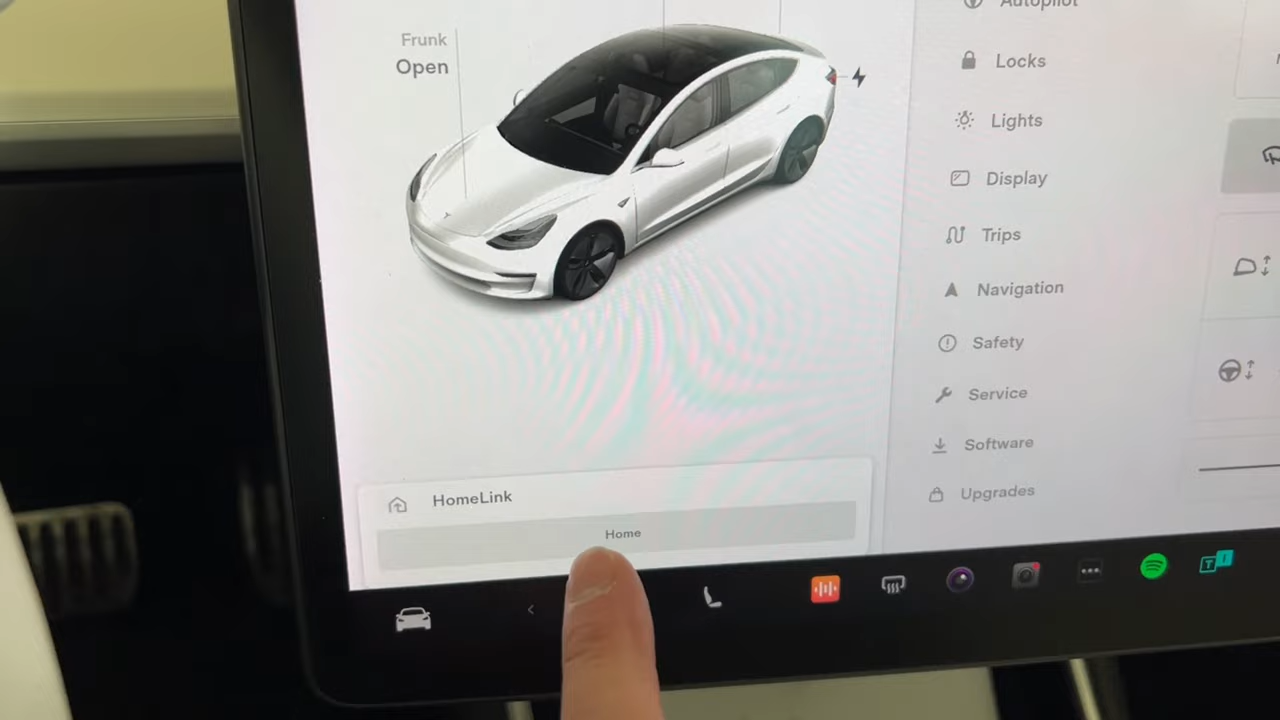 Frunk
Open
Autopilot
Locks
Lights
Display
Trips
Navigation
Safety
Service
Software
Upgrades
HomeLink
Home
T